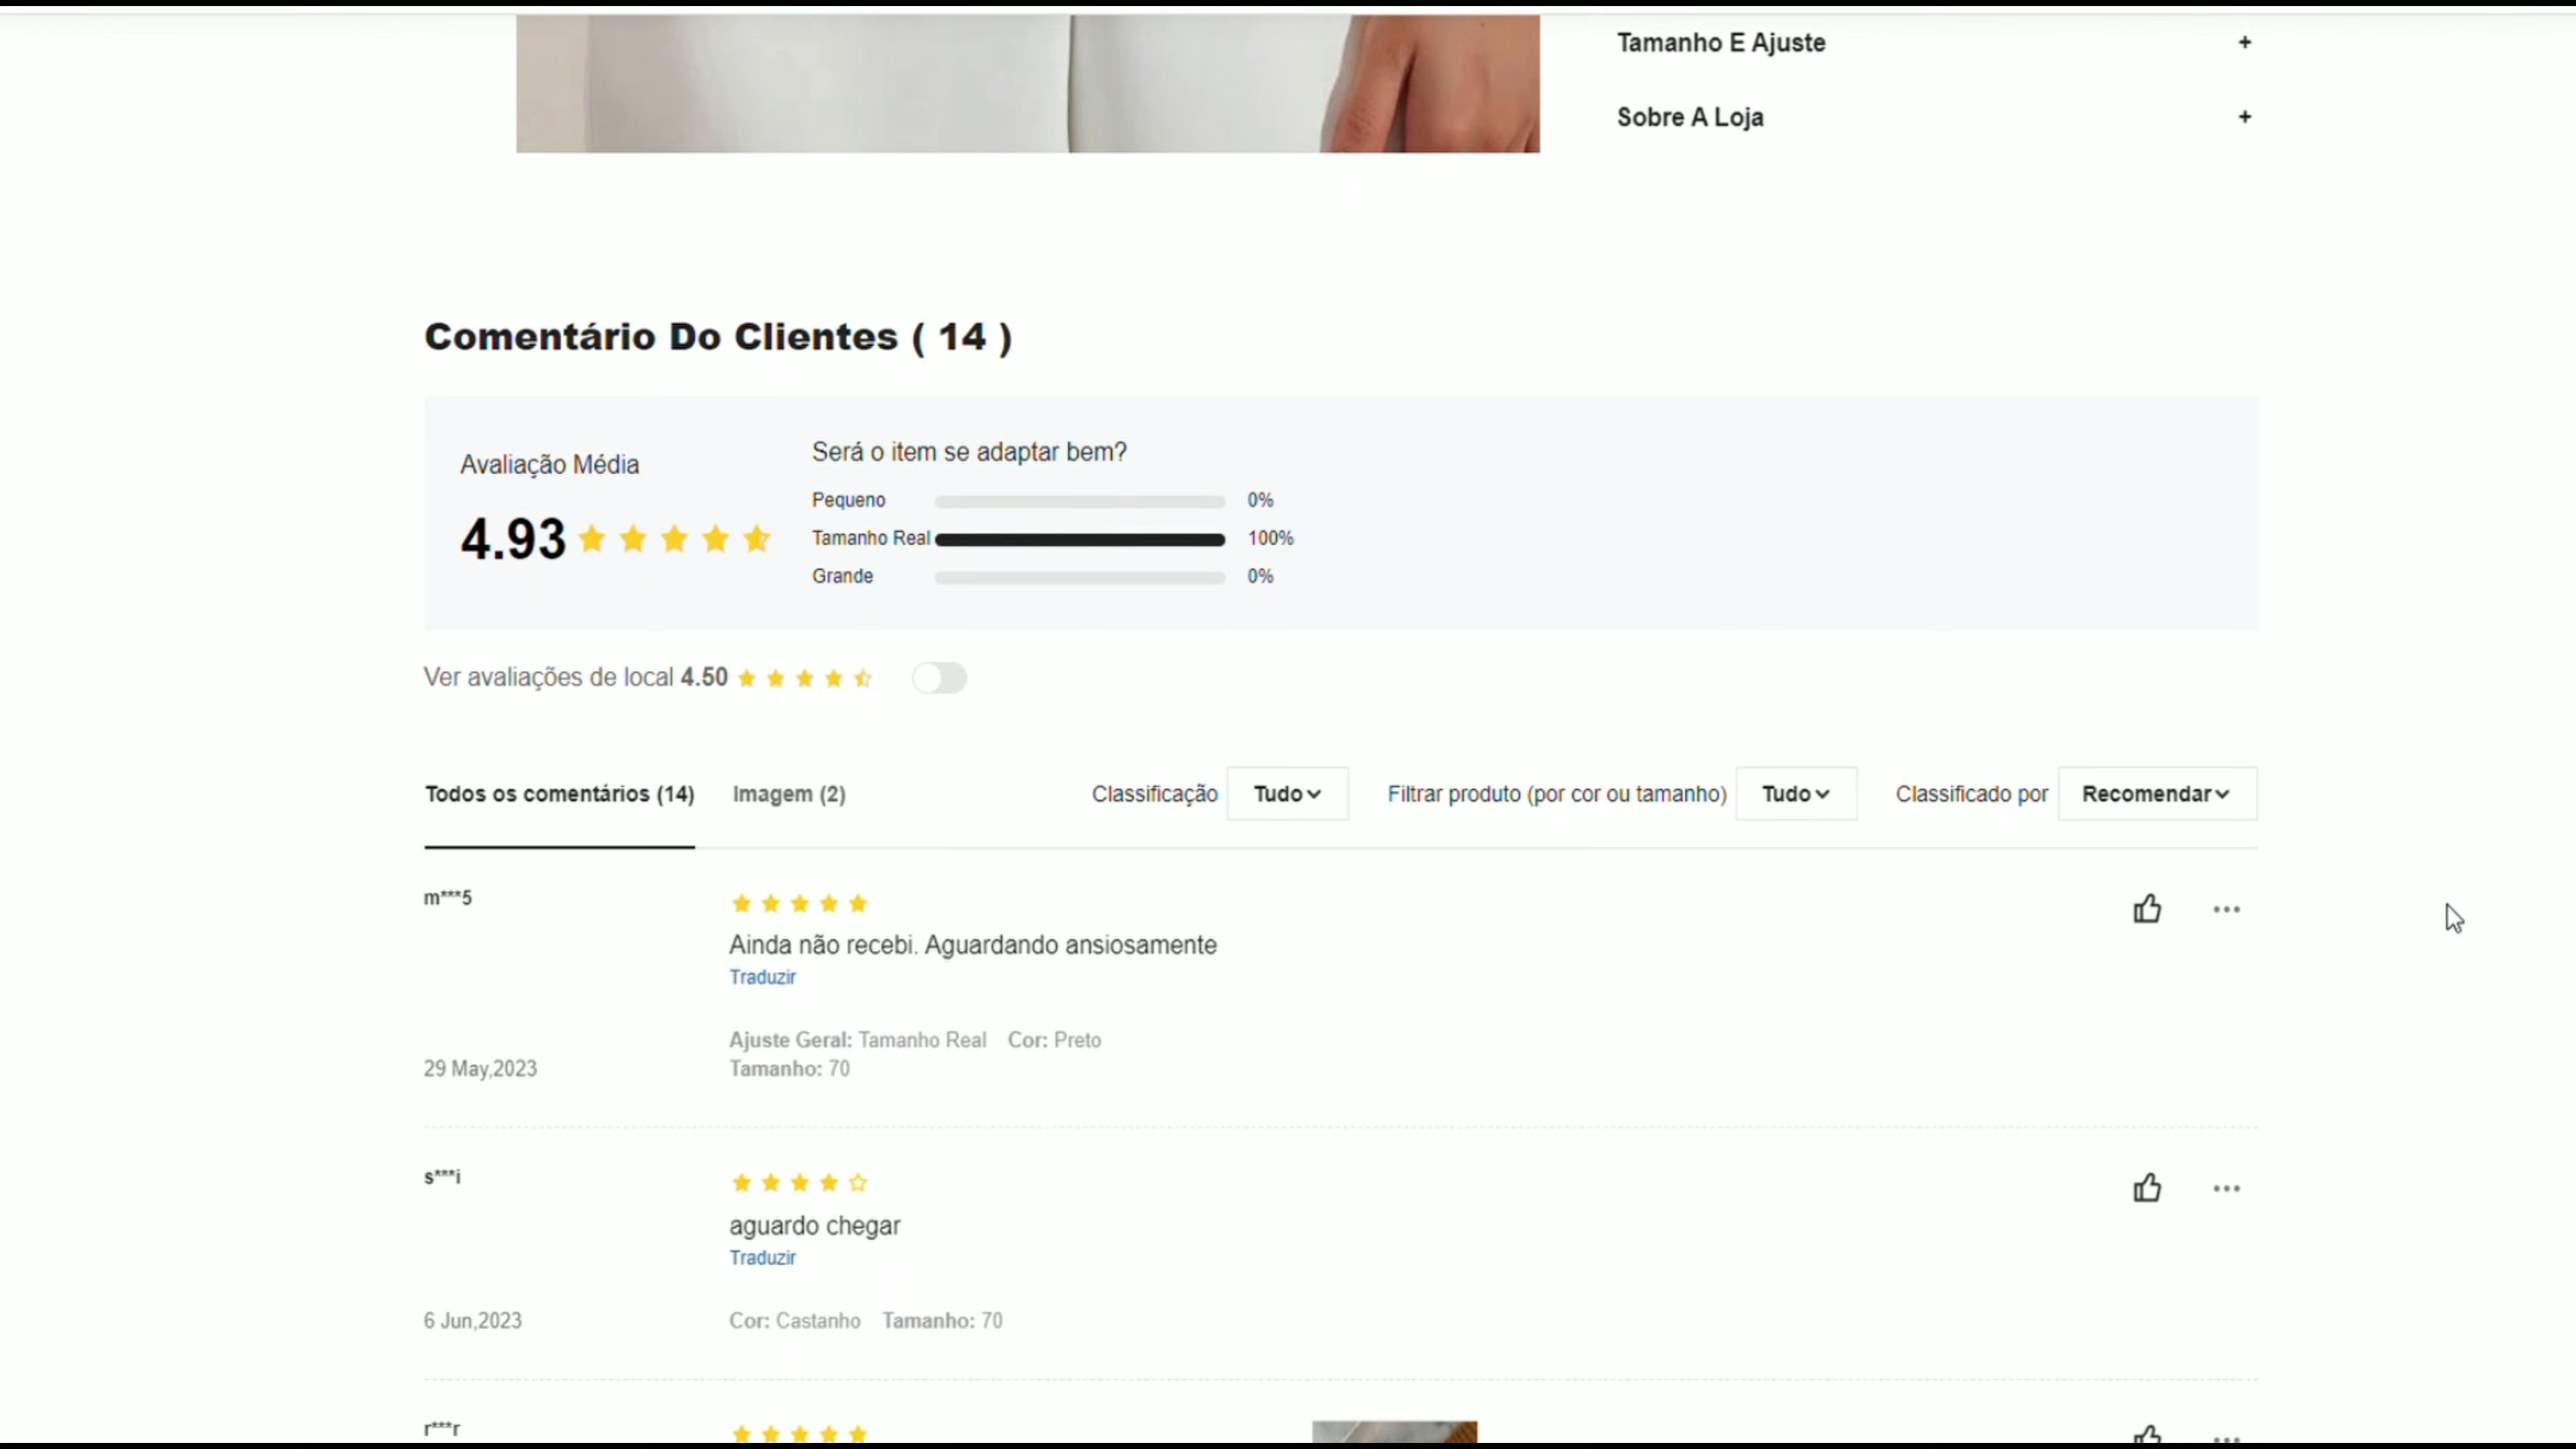 Tamanho E Ajuste +
Sobre A Loja +
Comentário Do Clientes ( 14 )
Avaliação Média
4.93
Será o item se adaptar bem?
Pequeno 0%
Tamanho Real 100%
Grande 0%
Ver avaliações de local 4.50
Todos os comentários (14) Imagem (2) Classificação Tudo Filtrar produto (por cor ou tamanho) Tudo Classificado por Recomendar
m***5
Ainda não recebi. Aguardando ansiosamente
Traduzir
Ajuste Geral: Tamanho Real Cor: Preto
Tamanho: 70
29 May,2023
s***i
aguardo chegar
Traduzir
6 Jun,2023
Cor: Castanho Tamanho: 70
r***r